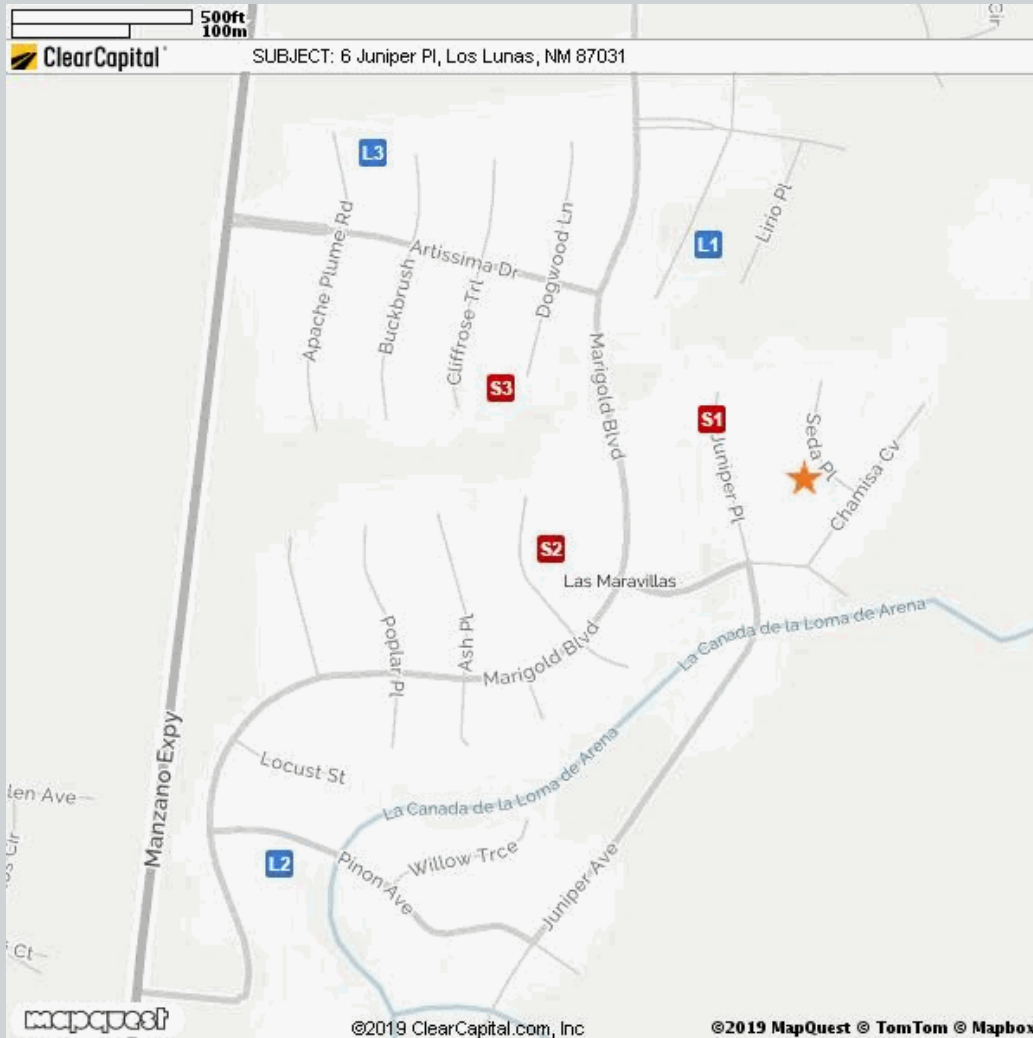 500ft
100m
ClearCapital
SUBJECT: 6 Juniper Pl, Los Lunas, NM 87031
Cir
L3
L1
Lirio Pl
Apache Plume Rd
Buckbrush
Artissima Dr
Cliffrose Trl
Dogwood Ln
Marigold Blvd
S3
S1
Juniper Pl
Seda Pl
Chamisa Cv
S2
Las Maravillas
La Canada de la Loma de Arena
Poplar Pl
Ash Pl
Marigold Blvd
Manzano Expy
Locust St
La Canada de la Loma de Arena
len Ave
L2
Pinon Ave
Willow Trce
Juniper Ave
Cir
Ct
mapquest
©2019 ClearCapital.com, Inc
©2019 MapQuest © TomTom © Mapbox